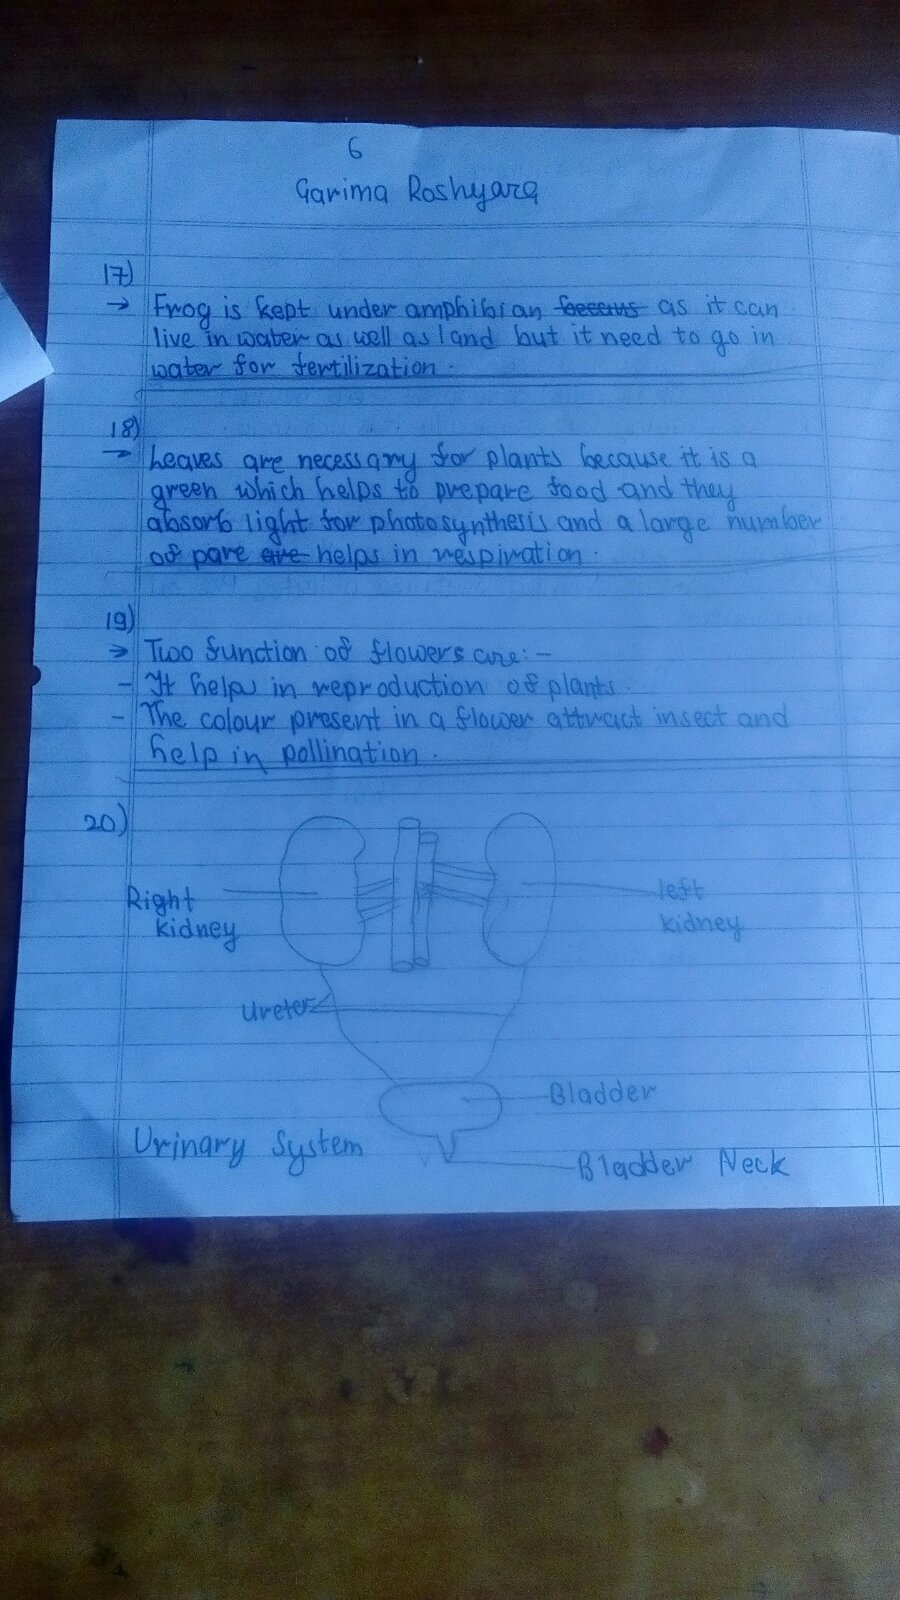 6
Garima Roshyara
17)
→ Frog is kept under amphibian becaus as it can
live in water as well as land but it need to go in
water for fertilization.
18)
→ Leaves are necessary for plants because it is a
green which helps to prepare food and they
absorb light for photosynthesis and a large number
of pare are helps in respiration.
19)
→ Two function of flowers are:-
- It help in reproduction of plants.
- The colour present in a flower attract insect and
help in pollination.
20)
Right
kidney
left
kidney
Ureter
Bladder
Urinary System
Bladder Neck